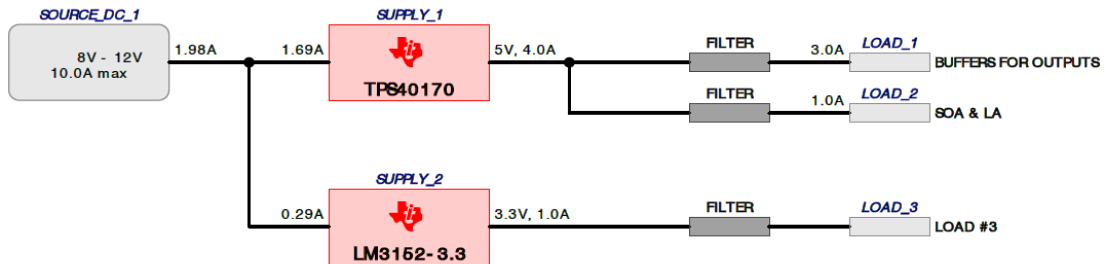 SOURCE_DC_1
8V - 12V
10.0A max
1.98A
SUPPLY_1
1.69A
TPS40170
5V, 4.0A
FILTER
3.0A
LOAD_1
BUFFERS FOR OUTPUTS
FILTER
1.0A
LOAD_2
SOA & LA
SUPPLY_2
0.29A
LM3152-3.3
3.3V, 1.0A
FILTER
LOAD_3
LOAD #3